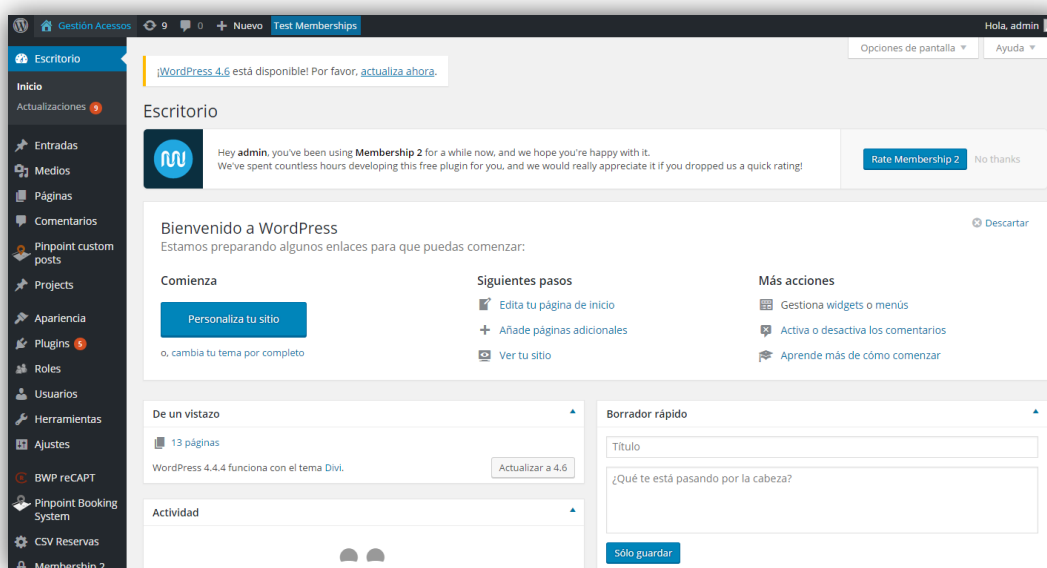 Gestión Acessos 9 0 Nuevo Test Memberships Hola, admin
Opciones de pantalla Ayuda
Escritorio
Inicio
Actualizaciones 9
Entradas
Medios
Páginas
Comentarios
Pinpoint custom
posts
Projects
Apariencia
Plugins 5
Roles
Usuarios
Herramientas
Ajustes
BWP reCAPT
Pinpoint Booking
System
CSV Reservas
Membership 2
¡WordPress 4.6 está disponible! Por favor, actualiza ahora.
Escritorio
Hey admin, you've been using Membership 2 for a while now, and we hope you're happy with it.
We've spent countless hours developing this free plugin for you, and we would really appreciate it if you dropped us a quick rating!
Rate Membership 2 No thanks
Bienvenido a WordPress
Descartar
Estamos preparando algunos enlaces para que puedas comenzar:
Comienza
Personaliza tu sitio
o, cambia tu tema por completo
Siguientes pasos
Edita tu página de inicio
Añade páginas adicionales
Ver tu sitio
Más acciones
Gestiona widgets o menús
Activa o desactiva los comentarios
Aprende más de cómo comenzar
De un vistazo
13 páginas
WordPress 4.4.4 funciona con el tema Divi.
Actualizar a 4.6
Actividad
Borrador rápido
Título
¿Qué te está pasando por la cabeza?
Sólo guardar